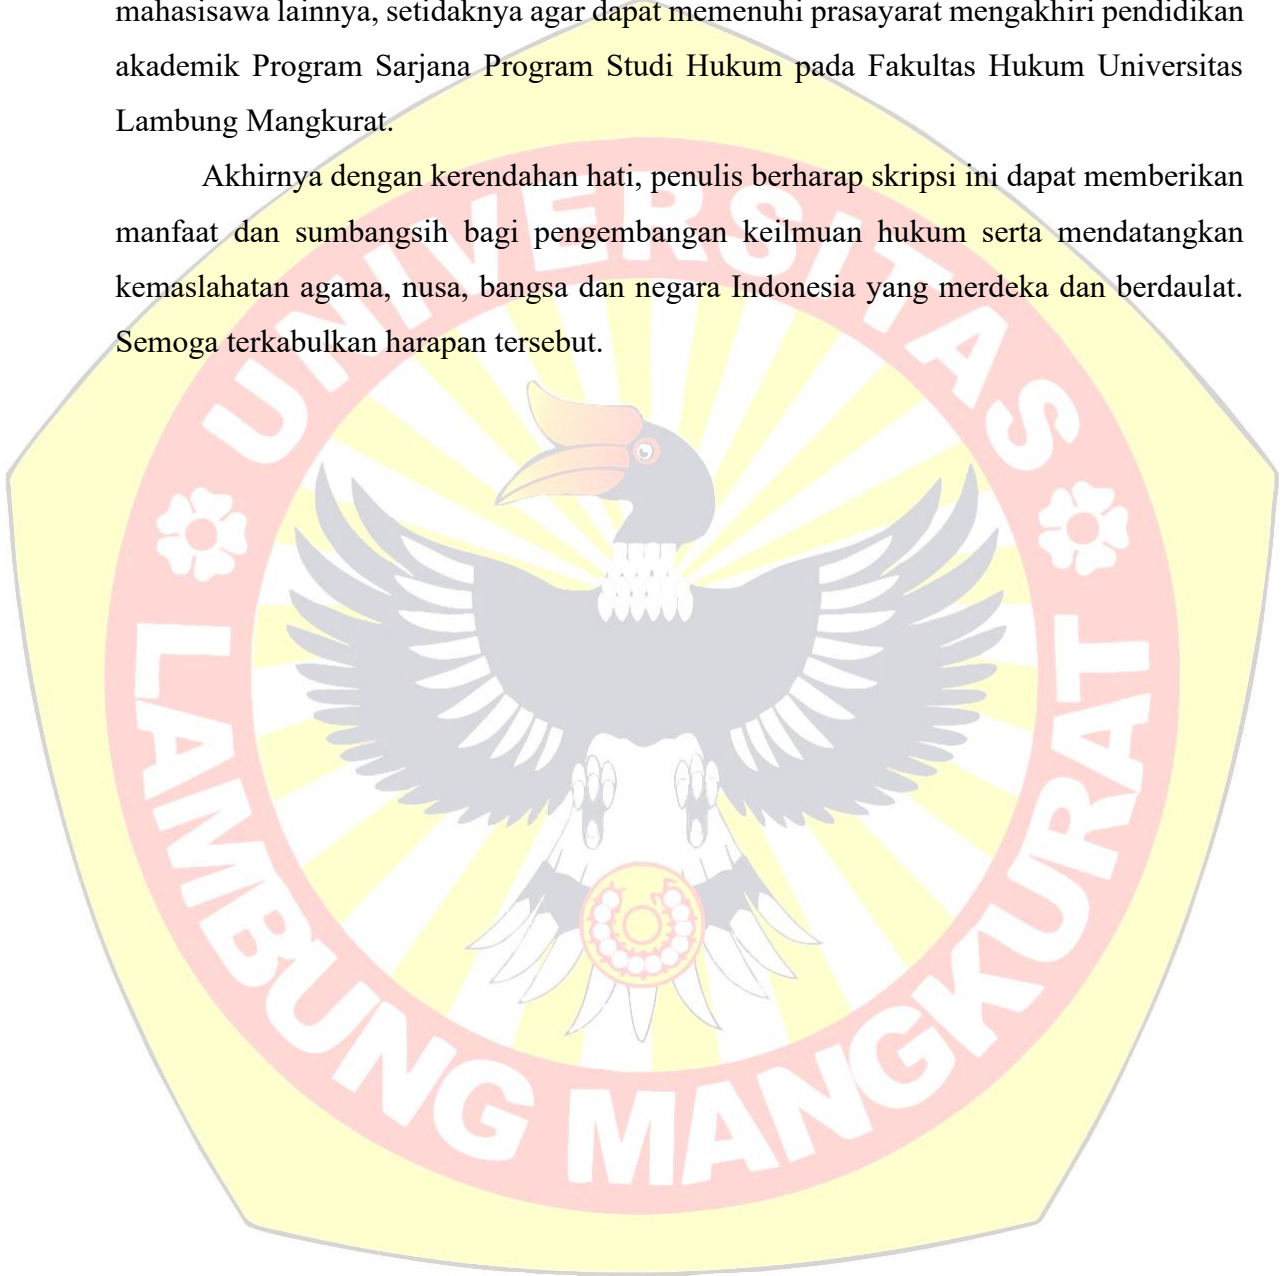 mahasisawa lainnya, setidaknya agar dapat memenuhi prasayarat mengakhiri pendidikan
akademik Program Sarjana Program Studi Hukum pada Fakultas Hukum Universitas
Lambung Mangkurat.
Akhirnya dengan kerendahan hati, penulis berharap skripsi ini dapat memberikan
manfaat dan sumbangsih bagi pengembangan keilmuan hukum serta mendatangkan
kemaslahatan agama, nusa, bangsa dan negara Indonesia yang merdeka dan berdaulat.
Semoga terkabulkan harapan tersebut.
UNIVERSITAS
LAMBUNG MANGKURAT